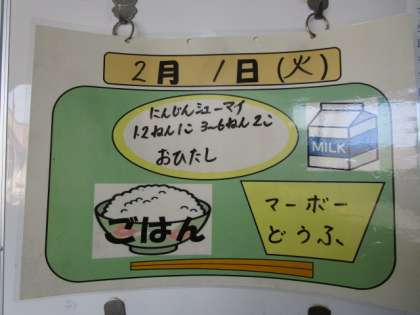 2月 1日(火)
にんじんシューマイ
1.2ねん1こ 3~6ねん2こ
おひたし
MILK
ごはん
マーボー
どうふ